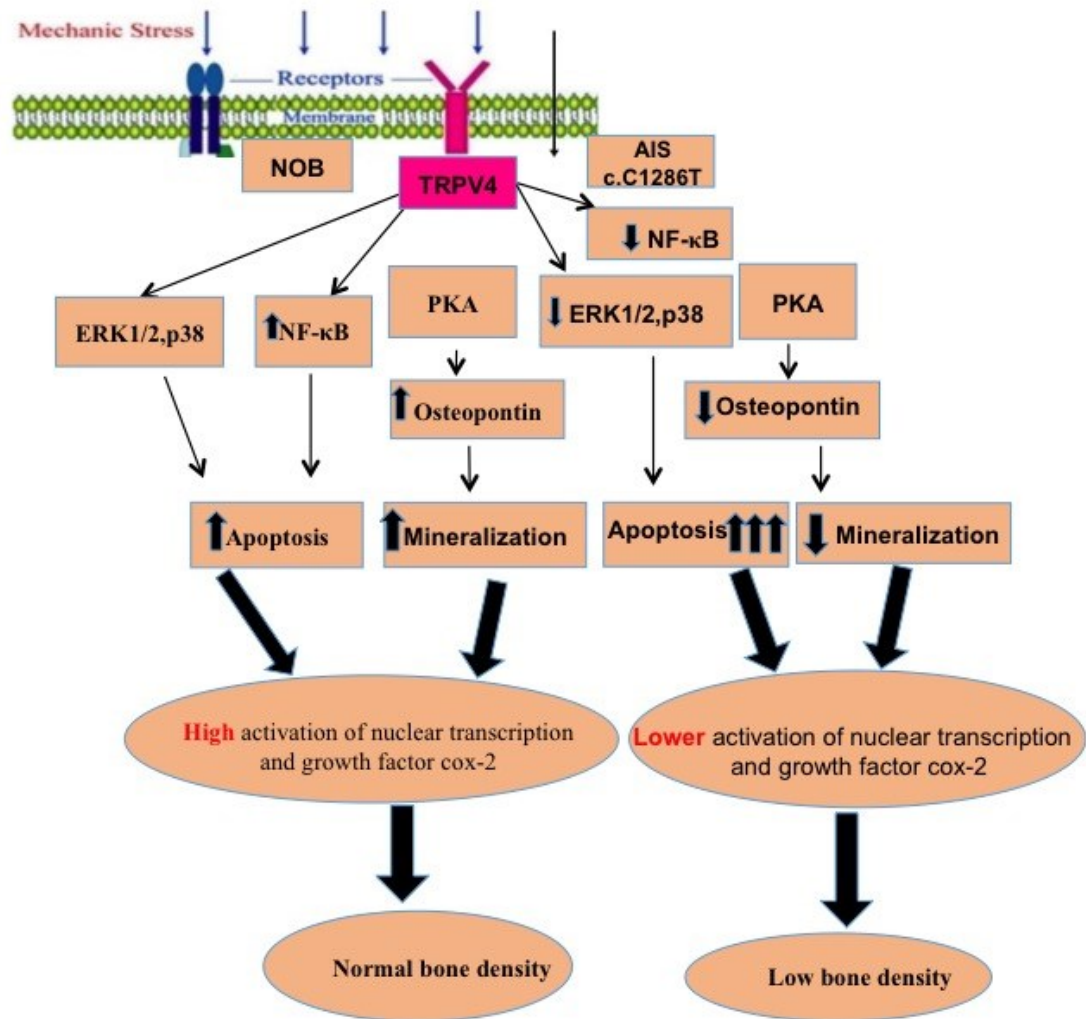 Mechanic Stress
Receptors
Membrane
NOB
TRPV4
AIS
c.C1286T
NF-κB
ERK1/2,p38
NF-κB
PKA
ERK1/2,p38
PKA
Osteopontin
Osteopontin
Apoptosis
Mineralization
Apoptosis
Mineralization
High activation of nuclear transcription
and growth factor cox-2
Lower activation of nuclear transcription
and growth factor cox-2
Normal bone density
Low bone density